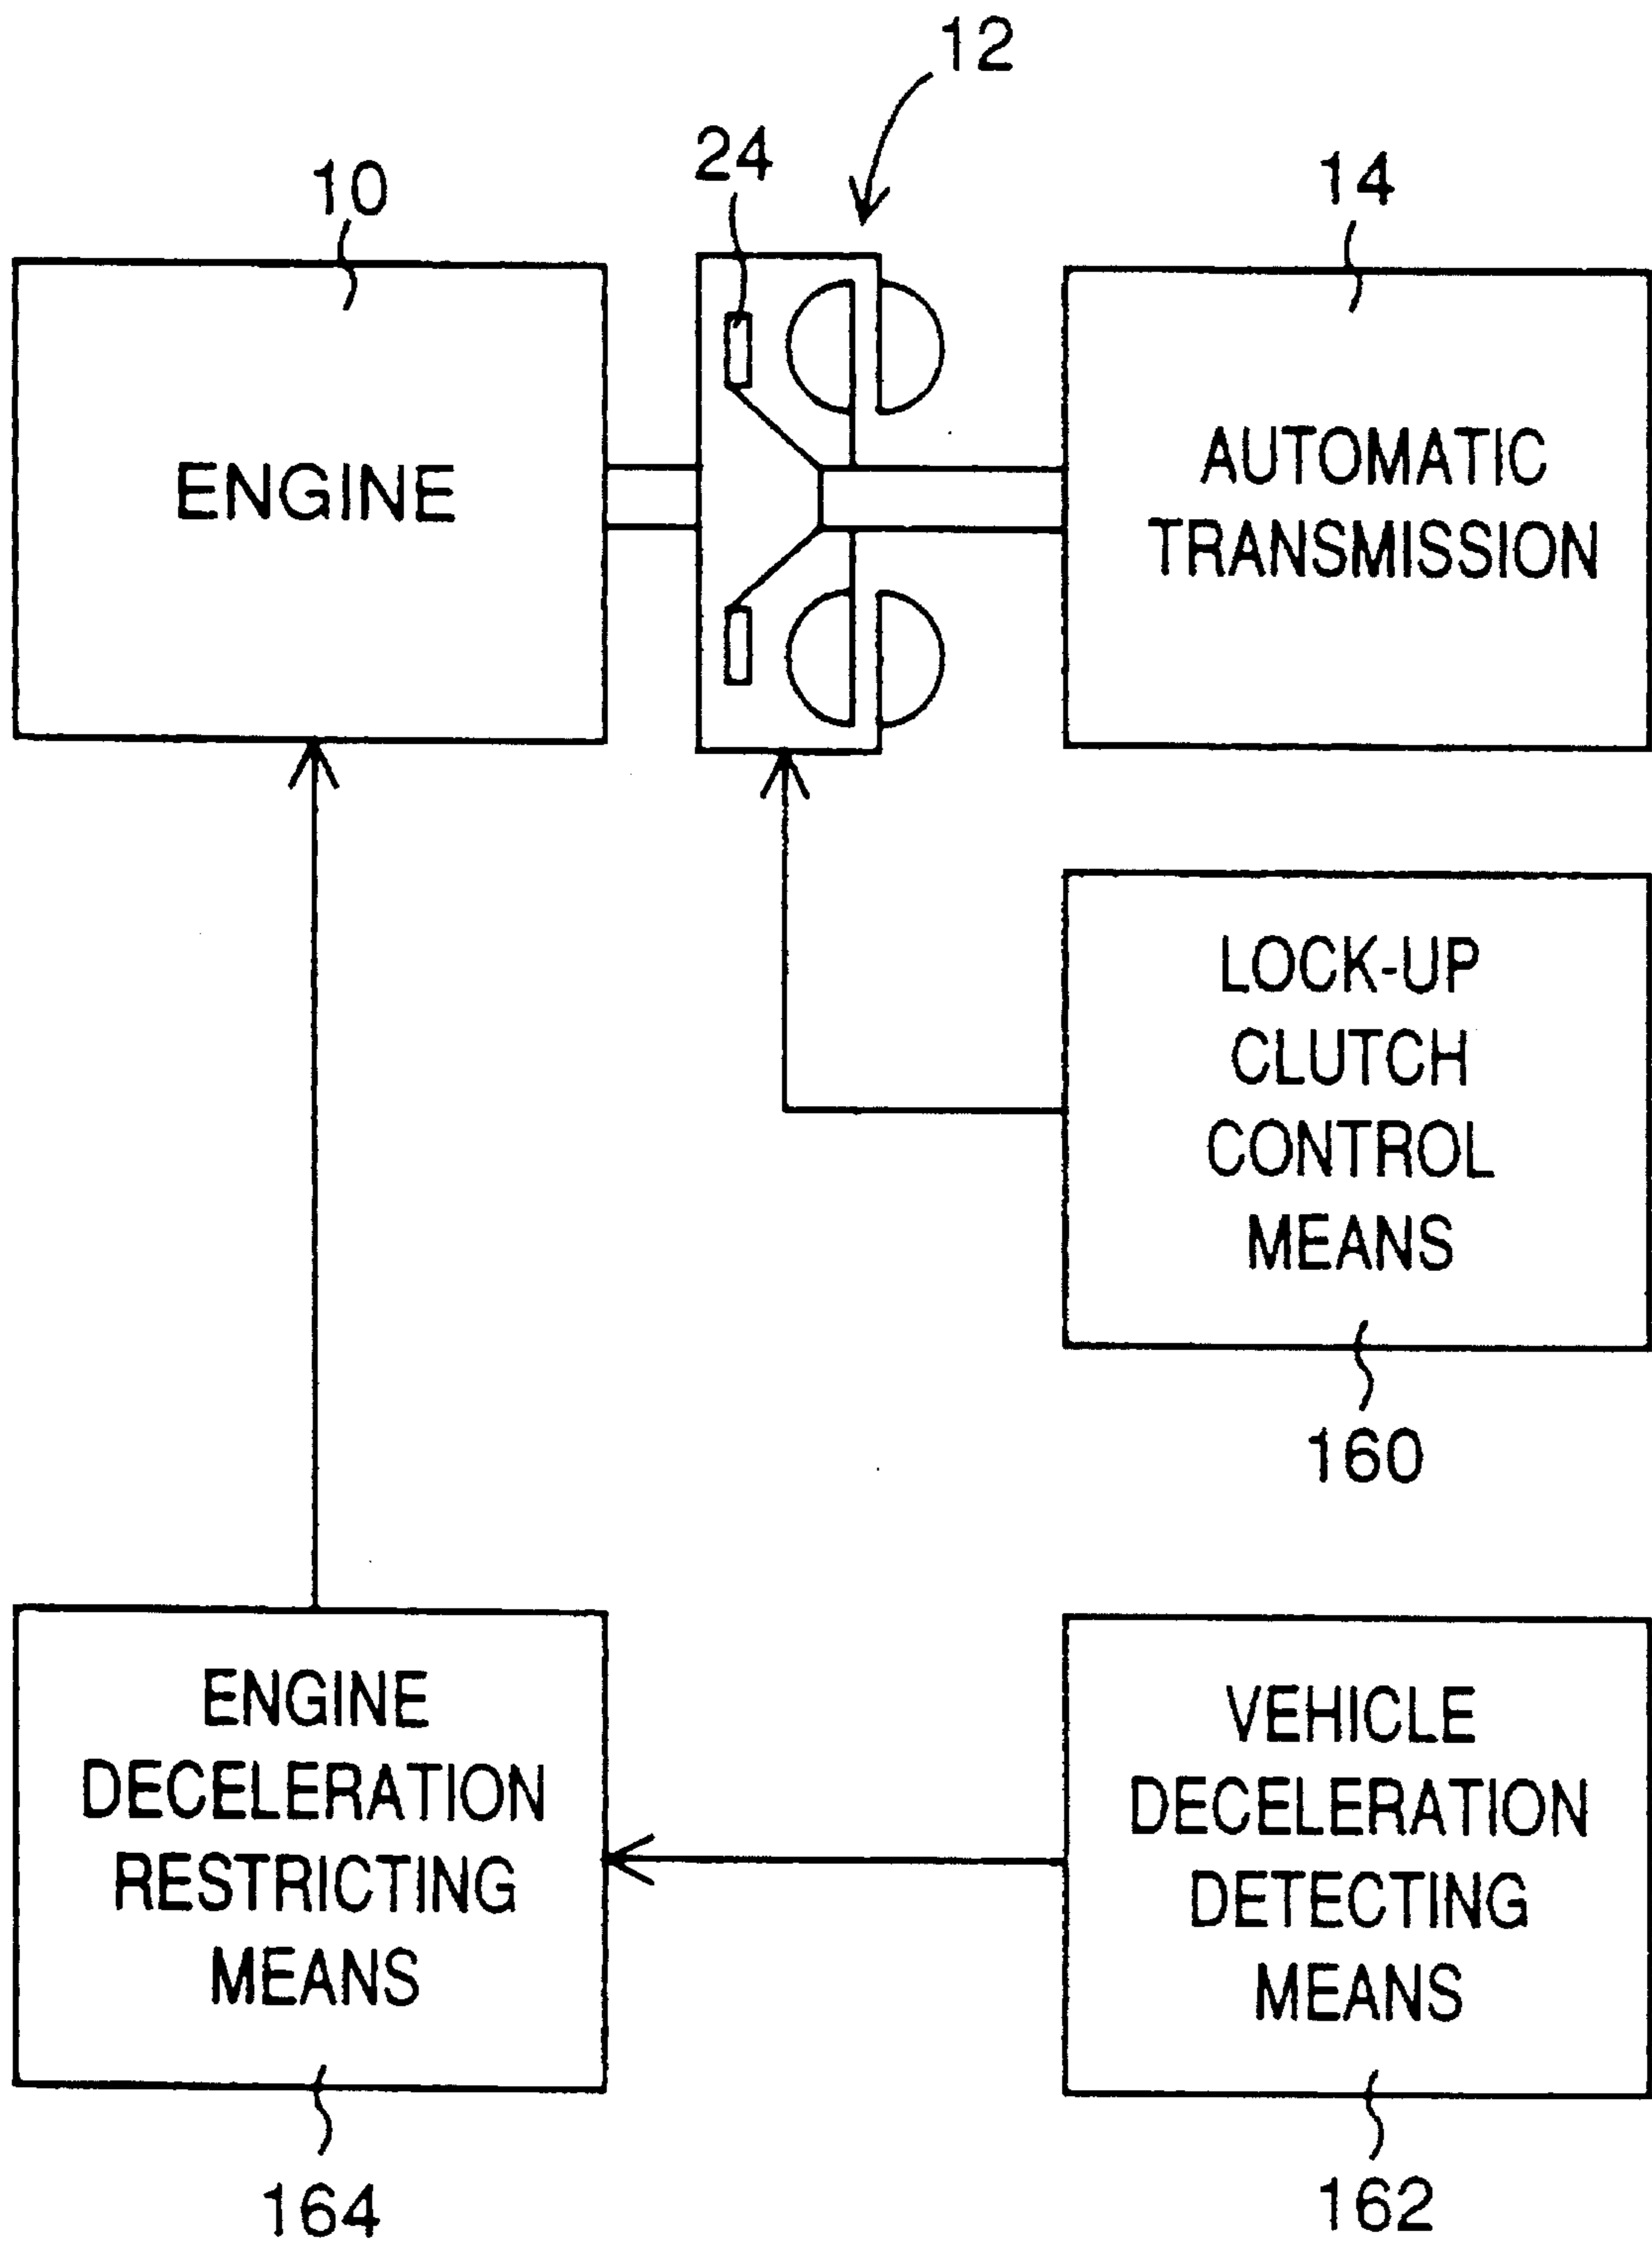 12
24
10
14
ENGINE
AUTOMATIC
TRANSMISSION
LOCK-UP
CLUTCH
CONTROL
MEANS
160
ENGINE
DECELERATION
RESTRICTING
MEANS
VEHICLE
DECELERATION
DETECTING
MEANS
164
162